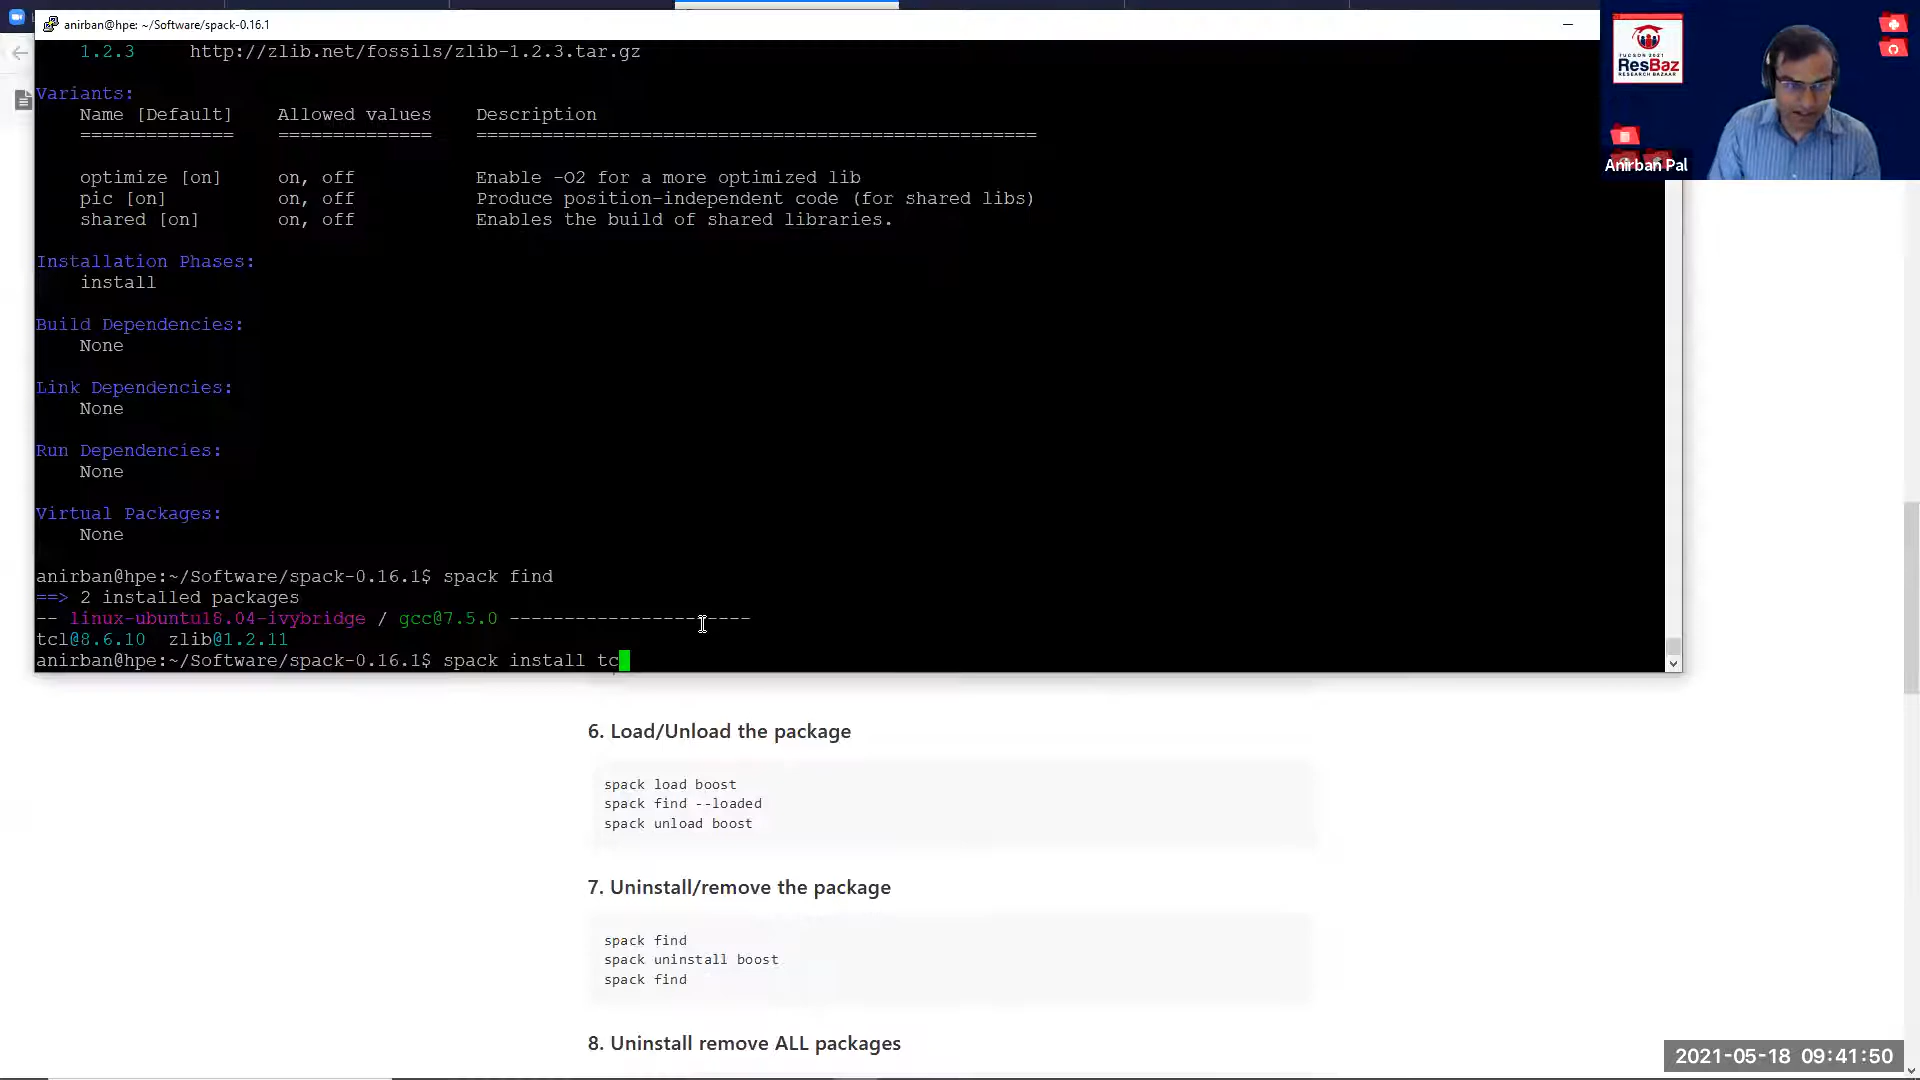 anirban@hpe: ~/Software/spack-0.16.1
1.2.3 http://zlib.net/fossils/zlib-1.2.3.tar.gz
Variants:
Name [Default] Allowed values Description
============== ============== ===================================================
optimize [on] on, off Enable -O2 for a more optimized lib
pic [on] on, off Produce position-independent code (for shared libs)
shared [on] on, off Enables the build of shared libraries.
Installation Phases:
install
Build Dependencies:
None
Link Dependencies:
None
Run Dependencies:
None
Virtual Packages:
None
anirban@hpe:~/Software/spack-0.16.1$ spack find
==> 2 installed packages
-- linux-ubuntu18.04-ivybridge / gcc@7.5.0 ----------------------
tcl@8.6.10 zlib@1.2.11
anirban@hpe:~/Software/spack-0.16.1$ spack install tc
TUCSON 2021
ResBaz
RESEARCH BAZAAR
Anirban Pal
6. Load/Unload the package
spack load boost
spack find --loaded
spack unload boost
7. Uninstall/remove the package
spack find
spack uninstall boost
spack find
8. Uninstall remove ALL packages
2021-05-18 09:41:50